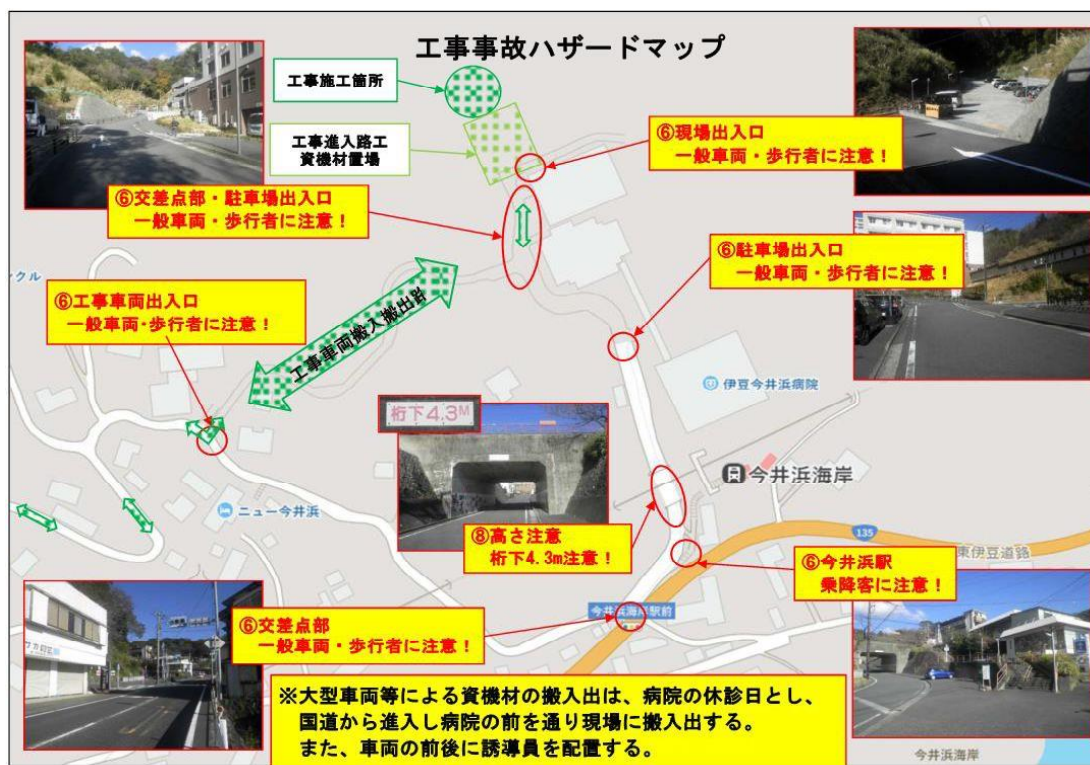 工事事故ハザードマップ
工事施工箇所
工事進入路工
資機材置場
⑥現場出入口
一般車両・歩行者に注意！
⑥交差点部・駐車場出入口
一般車両・歩行者に注意！
⑥駐車場出入口
一般車両・歩行者に注意！
ンクル
⑥工事車両出入口
一般車両・歩行者に注意！
工事車両搬入搬出路
伊豆今井浜病院
桁下4.3M
今井浜海岸
ニュー今井浜
⑧高さ注意
桁下4.3m注意！
135
東伊豆道路
⑥今井浜駅
乗降客に注意！
今井浜海岸駅前
⑥交差点部
一般車両・歩行者に注意！
※大型車両等による資機材の搬入出は、病院の休診日とし、
国道から進入し病院の前を通り現場に搬入出する。
また、車両の前後に誘導員を配置する。
今井浜海岸